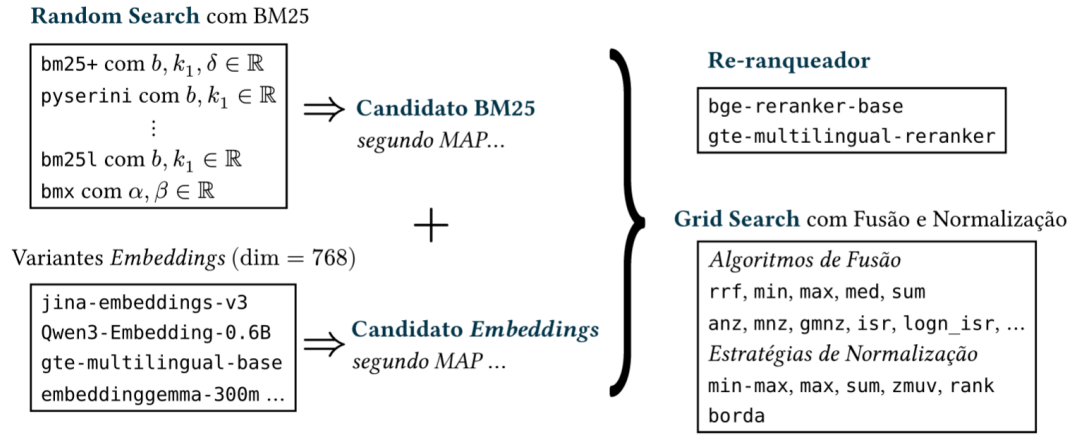 Random Search com BM25
bm25+ com b, k₁, δ ∈ ℝ
pyserini com b, k₁ ∈ ℝ
⋮
bm25l com b, k₁ ∈ ℝ
bmx com α, β ∈ ℝ
⇒ Candidato BM25
segundo MAP…
+
Variantes Embeddings (dim = 768)
jina-embeddings-v3
Qwen3-Embedding-0.6B
gte-multilingual-base
embeddinggemma-300m …
⇒ Candidato Embeddings
segundo MAP …
}
Re-ranqueador
bge-reranker-base
gte-multilingual-reranker
Grid Search com Fusão e Normalização
Algoritmos de Fusão
rrf, min, max, med, sum
anz, mnz, gmnz, isr, logn_isr, …
Estratégias de Normalização
min-max, max, sum, zmuv, rank
borda